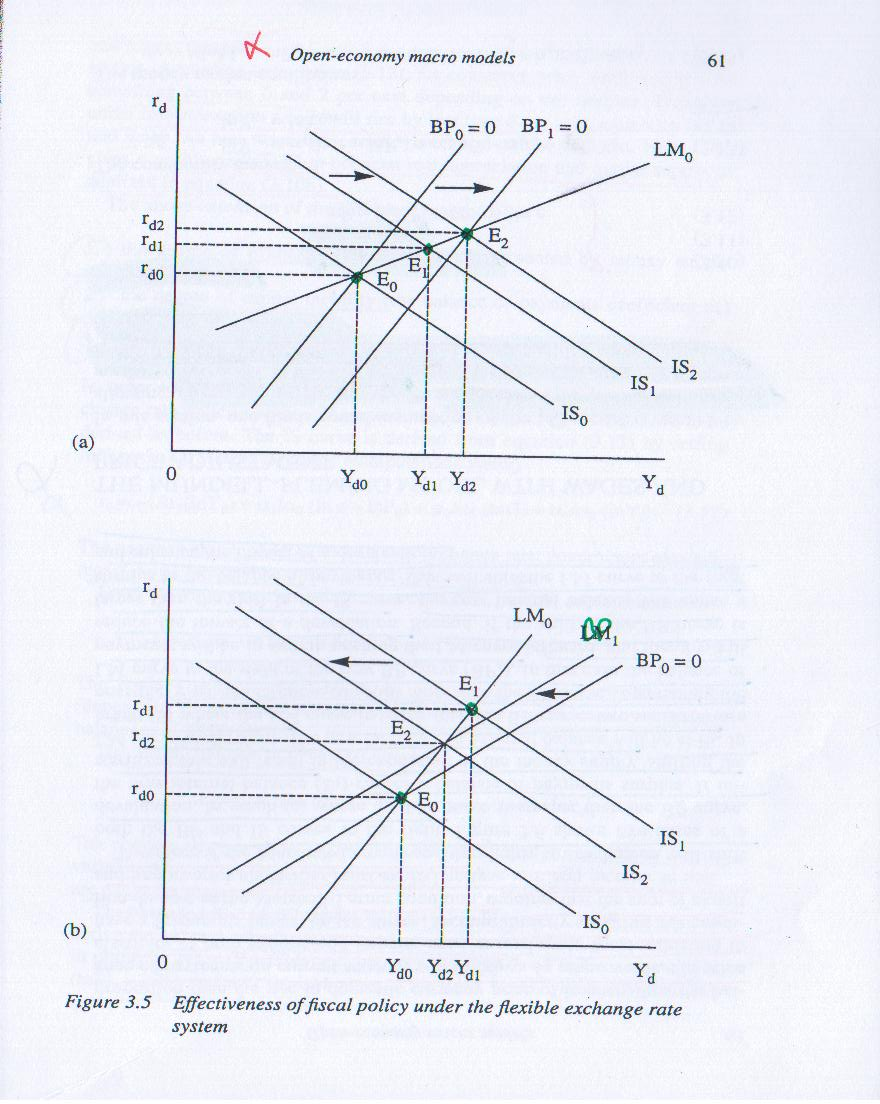 Open-economy macro models 61
r_d
BP_0 = 0 BP_1 = 0
LM_0
r_d2
r_d1
r_d0
E_2
E_1
E_0
IS_2
IS_1
IS_0
(a)
0 Y_d0 Y_d1 Y_d2 Y_d
r_d
LM_0
BP_0 = 0
E_1
r_d1
E_2
r_d2
r_d0
E_0
IS_1
IS_2
IS_0
(b)
0 Y_d0 Y_d2 Y_d1 Y_d
Figure 3.5 Effectiveness of fiscal policy under the flexible exchange rate
system